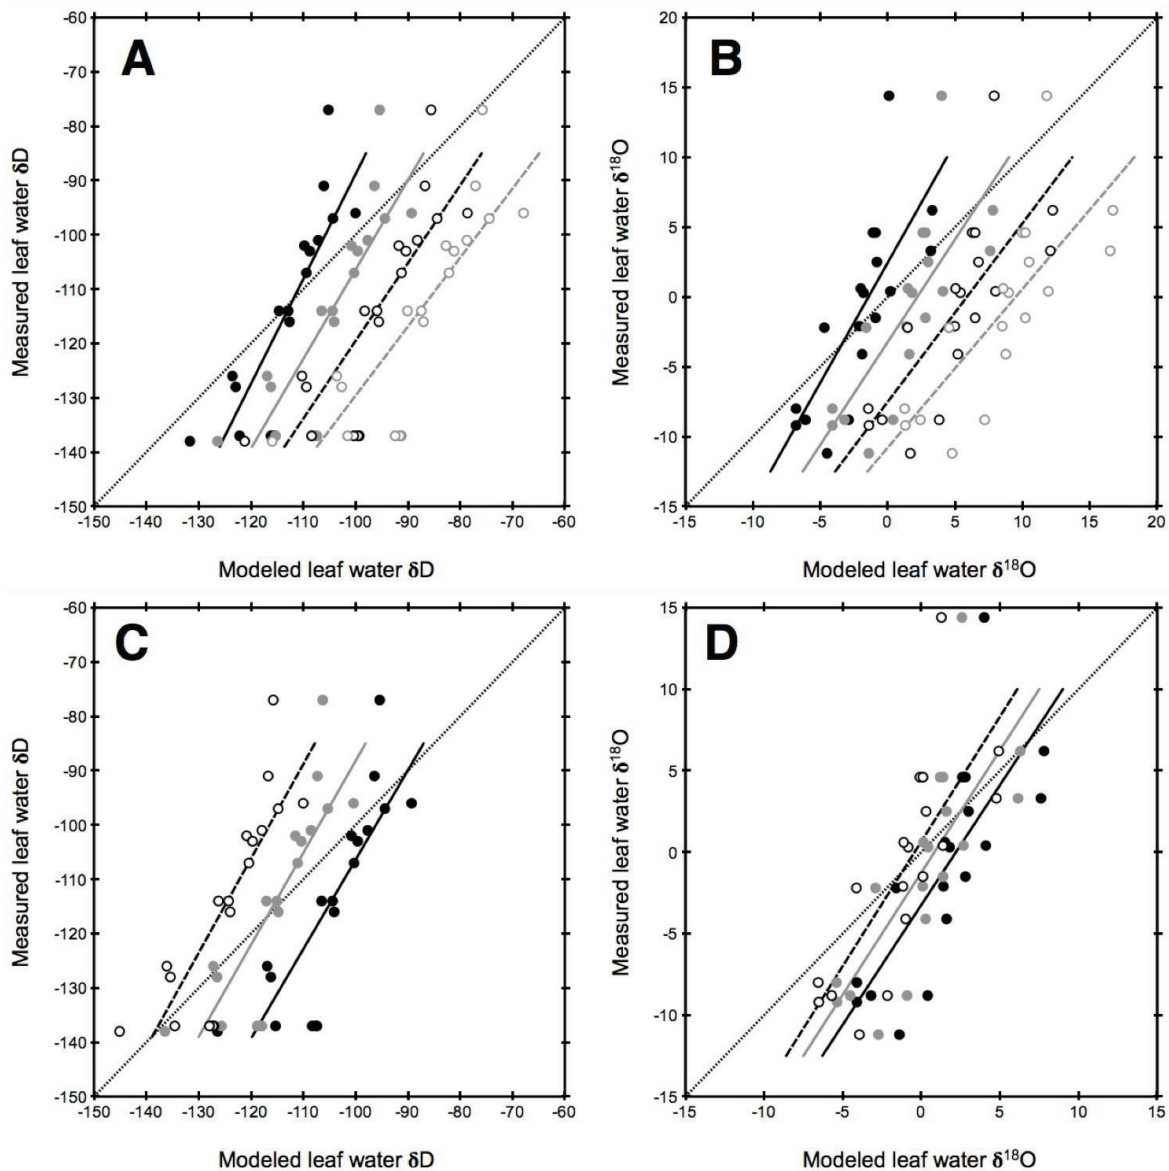 A
Measured leaf water δD
-60
-70
-80
-90
-100
-110
-120
-130
-140
-150
-150 -140 -130 -120 -110 -100 -90 -80 -70 -60
Modeled leaf water δD
B
Measured leaf water δ¹⁸O
20
15
10
5
0
-5
-10
-15
-15 -10 -5 0 5 10 15 20
Modeled leaf water δ¹⁸O
C
Measured leaf water δD
-60
-70
-80
-90
-100
-110
-120
-130
-140
-150
-150 -140 -130 -120 -110 -100 -90 -80 -70 -60
Modeled leaf water δD
D
Measured leaf water δ¹⁸O
15
10
5
0
-5
-10
-15
-15 -10 -5 0 5 10 15
Modeled leaf water δ¹⁸O